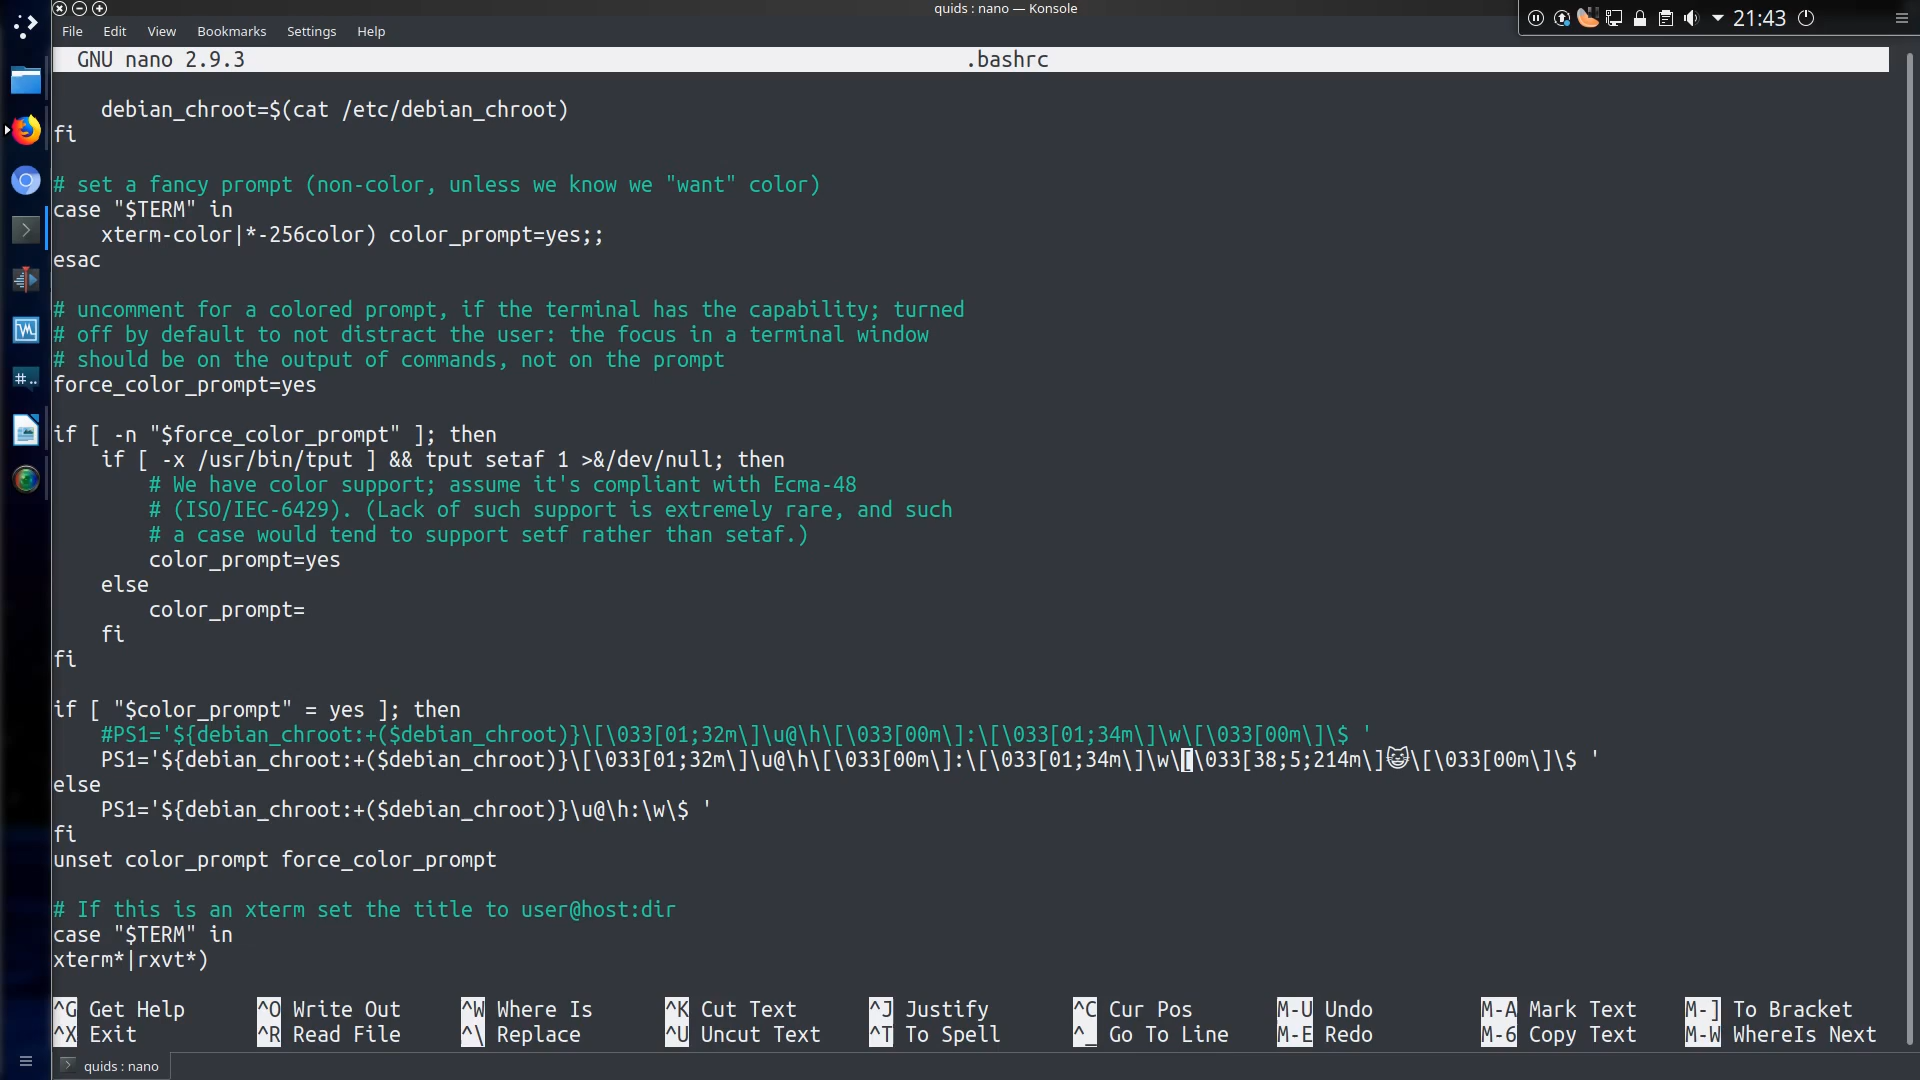 quids : nano — Konsole
21:43
File Edit View Bookmarks Settings Help
GNU nano 2.9.3 .bashrc
debian_chroot=$(cat /etc/debian_chroot)
fi
# set a fancy prompt (non-color, unless we know we "want" color)
case "$TERM" in
xterm-color|*-256color) color_prompt=yes;;
esac
# uncomment for a colored prompt, if the terminal has the capability; turned
# off by default to not distract the user: the focus in a terminal window
# should be on the output of commands, not on the prompt
force_color_prompt=yes
if [ -n "$force_color_prompt" ]; then
if [ -x /usr/bin/tput ] && tput setaf 1 >&/dev/null; then
# We have color support; assume it's compliant with Ecma-48
# (ISO/IEC-6429). (Lack of such support is extremely rare, and such
# a case would tend to support setf rather than setaf.)
color_prompt=yes
else
color_prompt=
fi
fi
if [ "$color_prompt" = yes ]; then
#PS1='${debian_chroot:+($debian_chroot)}\[\033[01;32m\]\u@\h\[\033[00m\]:\[\033[01;34m\]\w\[\033[00m\]\$ '
PS1='${debian_chroot:+($debian_chroot)}\[\033[01;32m\]\u@\h\[\033[00m\]:\[\033[01;34m\]\w\[\033[38;5;214m\]😺\[\033[00m\]\$ '
else
PS1='${debian_chroot:+($debian_chroot)}\u@\h:\w\$ '
fi
unset color_prompt force_color_prompt
# If this is an xterm set the title to user@host:dir
case "$TERM" in
xterm*|rxvt*)
^G Get Help ^O Write Out ^W Where Is ^K Cut Text ^J Justify ^C Cur Pos M-U Undo M-A Mark Text M-] To Bracket
^X Exit ^R Read File ^\ Replace ^U Uncut Text ^T To Spell ^_ Go To Line M-E Redo M-6 Copy Text M-W WhereIs Next
quids : nano